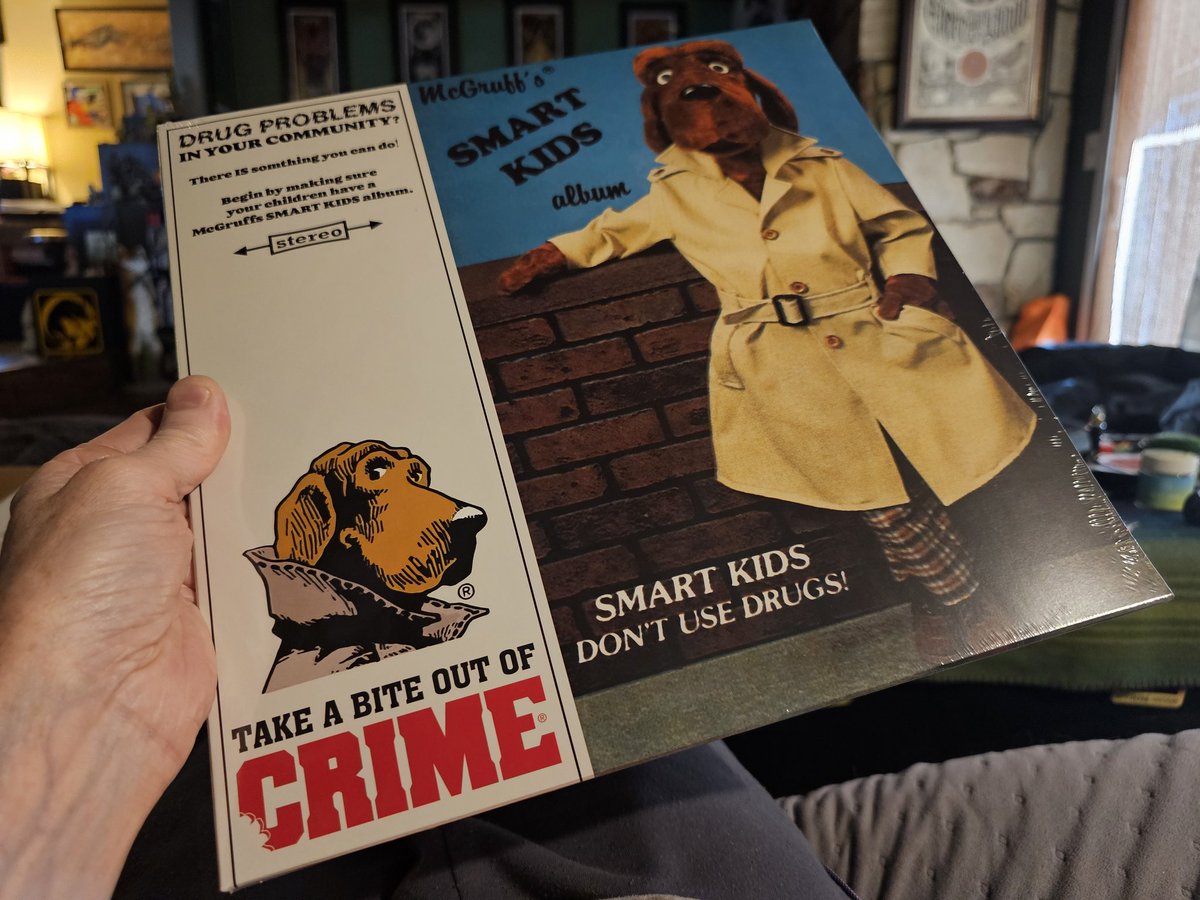 DRUG PROBLEMS
IN YOUR COMMUNITY?
There IS somthing you can do!
Begin by making sure
your children have a
McGruffs SMART KIDS album.
stereo
®
TAKE A BITE OUT OF
CRIME®
McGruff's®
SMART
KIDS
album
SMART KIDS
DON'T USE DRUGS!